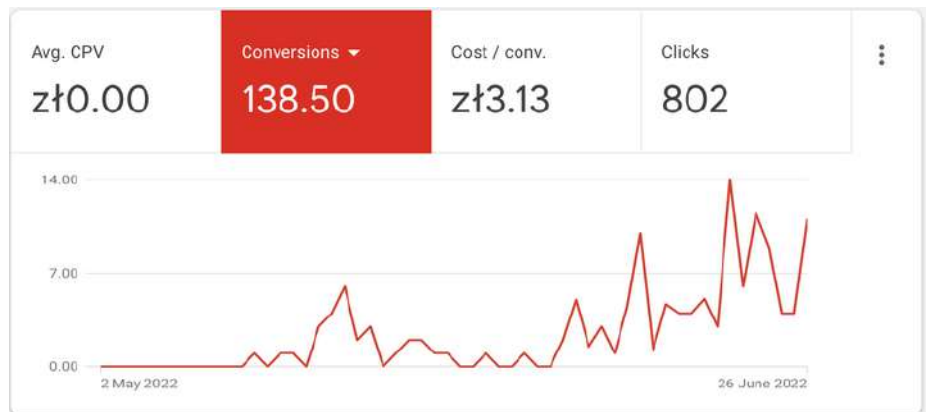 Avg. CPV
zł0.00
Conversions
138.50
Cost / conv.
zł3.13
Clicks
802
14.00
7.00
0.00
2 May 2022
26 June 2022